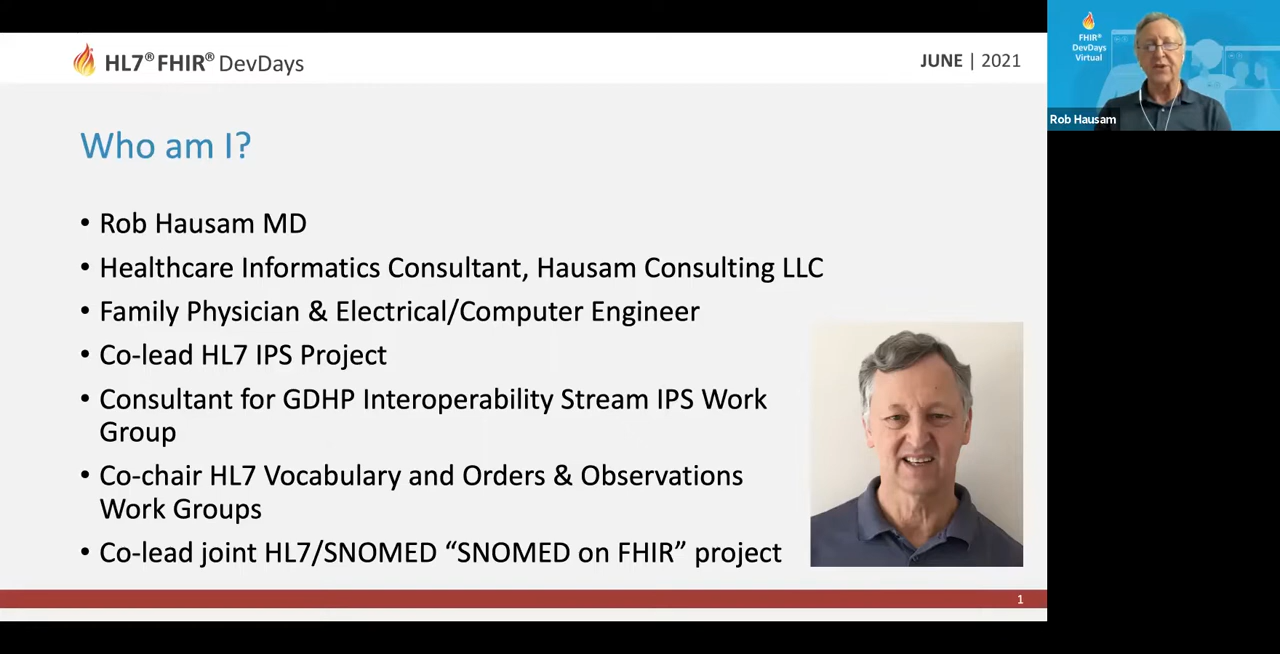 HL7® FHIR® DevDays
JUNE | 2021
FHIR®
DevDays
Virtual
Rob Hausam
Who am I?
• Rob Hausam MD
• Healthcare Informatics Consultant, Hausam Consulting LLC
• Family Physician & Electrical/Computer Engineer
• Co-lead HL7 IPS Project
• Consultant for GDHP Interoperability Stream IPS Work
Group
• Co-chair HL7 Vocabulary and Orders & Observations
Work Groups
• Co-lead joint HL7/SNOMED “SNOMED on FHIR” project
1